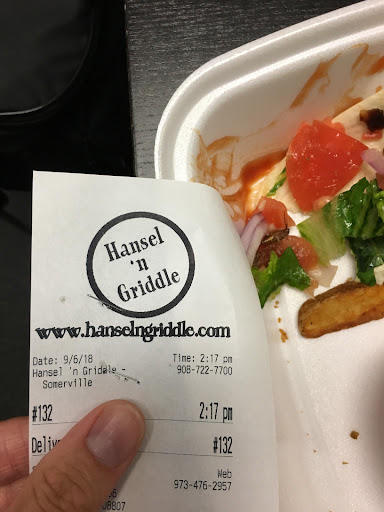 Hansel
'n
Griddle
www.hanselngriddle.com
Date: 9/6/18 Time: 2:17 pm
Hansel 'n Griddle - 908-722-7700
Somerville
#132 2:17 pm
#132
Web
973-476-2957
08807